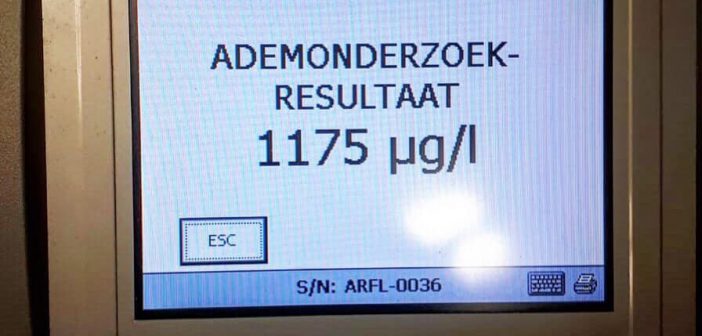 ADEMONDERZOEK-
RESULTAAT
1175 µg/l
ESC
S/N: ARFL-0036